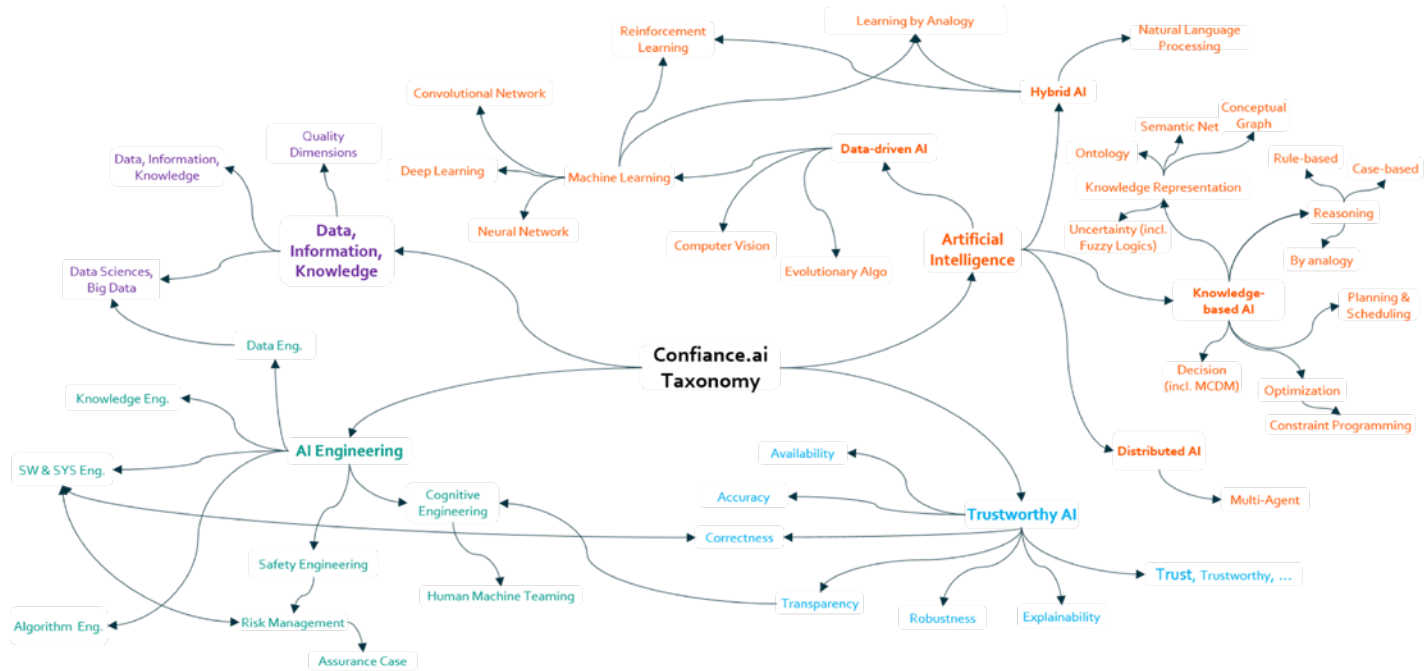 Learning by Analogy
Reinforcement
Learning
Natural Language
Processing
Convolutional Network
Hybrid AI
Conceptual
Graph
Semantic Net
Quality
Dimensions
Data-driven AI
Ontology
Rule-based
Data, Information,
Knowledge
Deep Learning
Machine Learning
Case-based
Knowledge Representation
Reasoning
Neural Network
Computer Vision
Uncertainty (incl.
Fuzzy Logics)
Data,
Information,
Knowledge
Artificial
Intelligence
By analogy
Data Sciences,
Big Data
Evolutionary Algo
Knowledge-
based AI
Planning &
Scheduling
Data Eng.
Confiance.ai
Taxonomy
Decision
(incl. MCDM)
Optimization
Knowledge Eng.
Constraint Programming
AI Engineering
Availability
Distributed AI
SW & SYS Eng.
Cognitive
Engineering
Accuracy
Multi-Agent
Trustworthy AI
Correctness
Safety Engineering
Trust, Trustworthy, ...
Human Machine Teaming
Transparency
Robustness
Explainability
Algorithm Eng.
Risk Management
Assurance Case